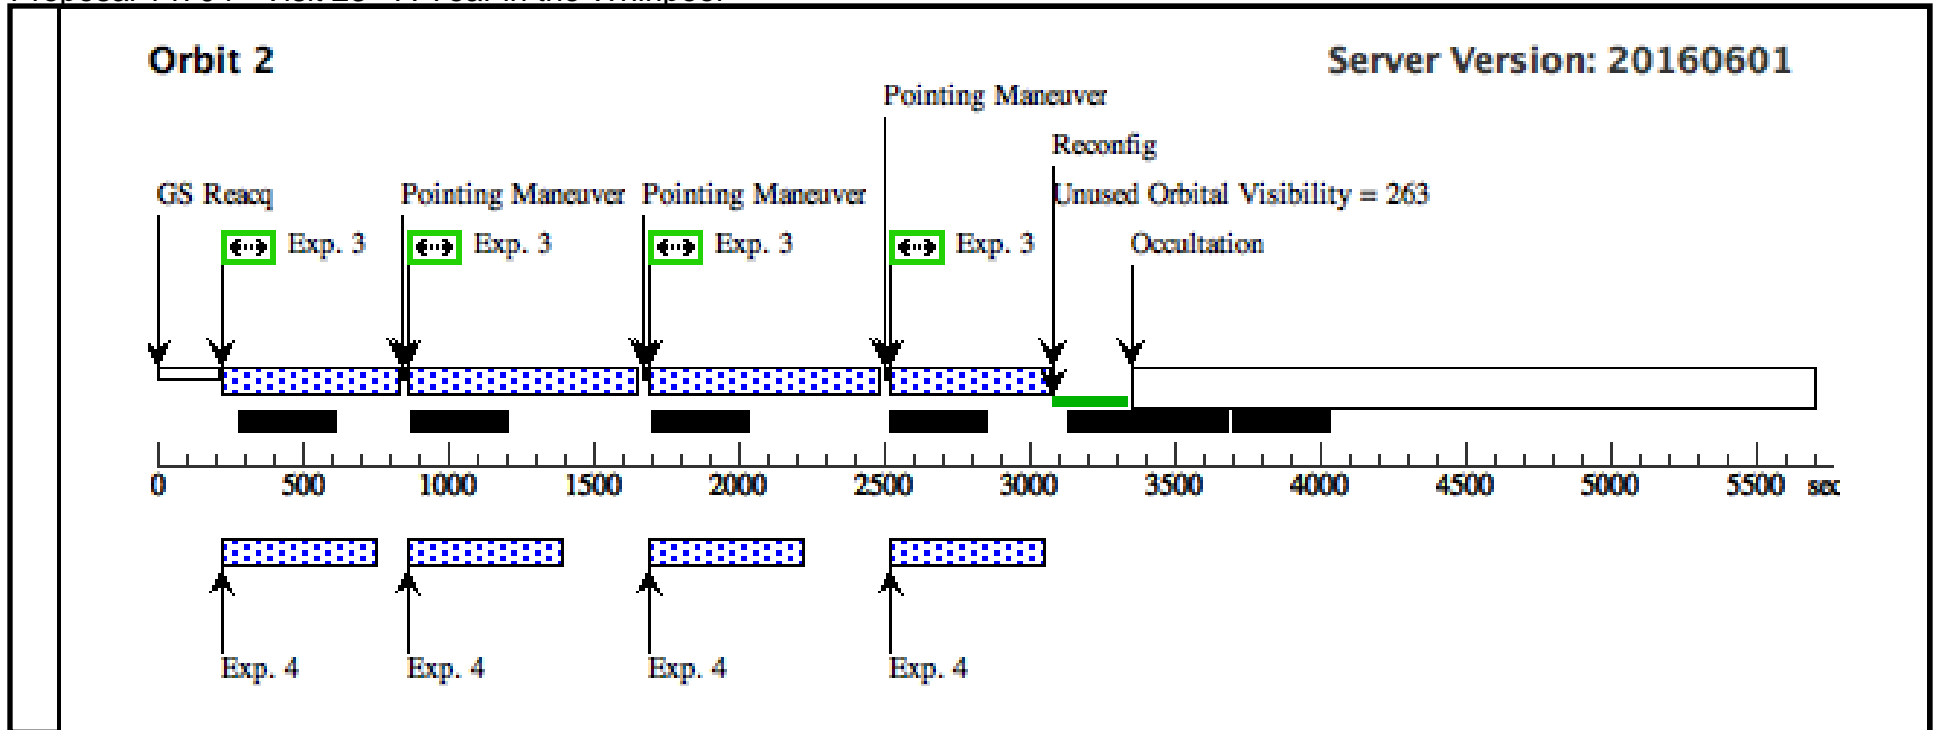 Orbit 2
Server Version: 20160601
Pointing Maneuver
Reconfig
GS Reacq
Pointing Maneuver
Pointing Maneuver
Unused Orbital Visibility = 263
Exp. 3
Exp. 3
Exp. 3
Exp. 3
Occultation
0 500 1000 1500 2000 2500 3000 3500 4000 4500 5000 5500 sec
Exp. 4
Exp. 4
Exp. 4
Exp. 4